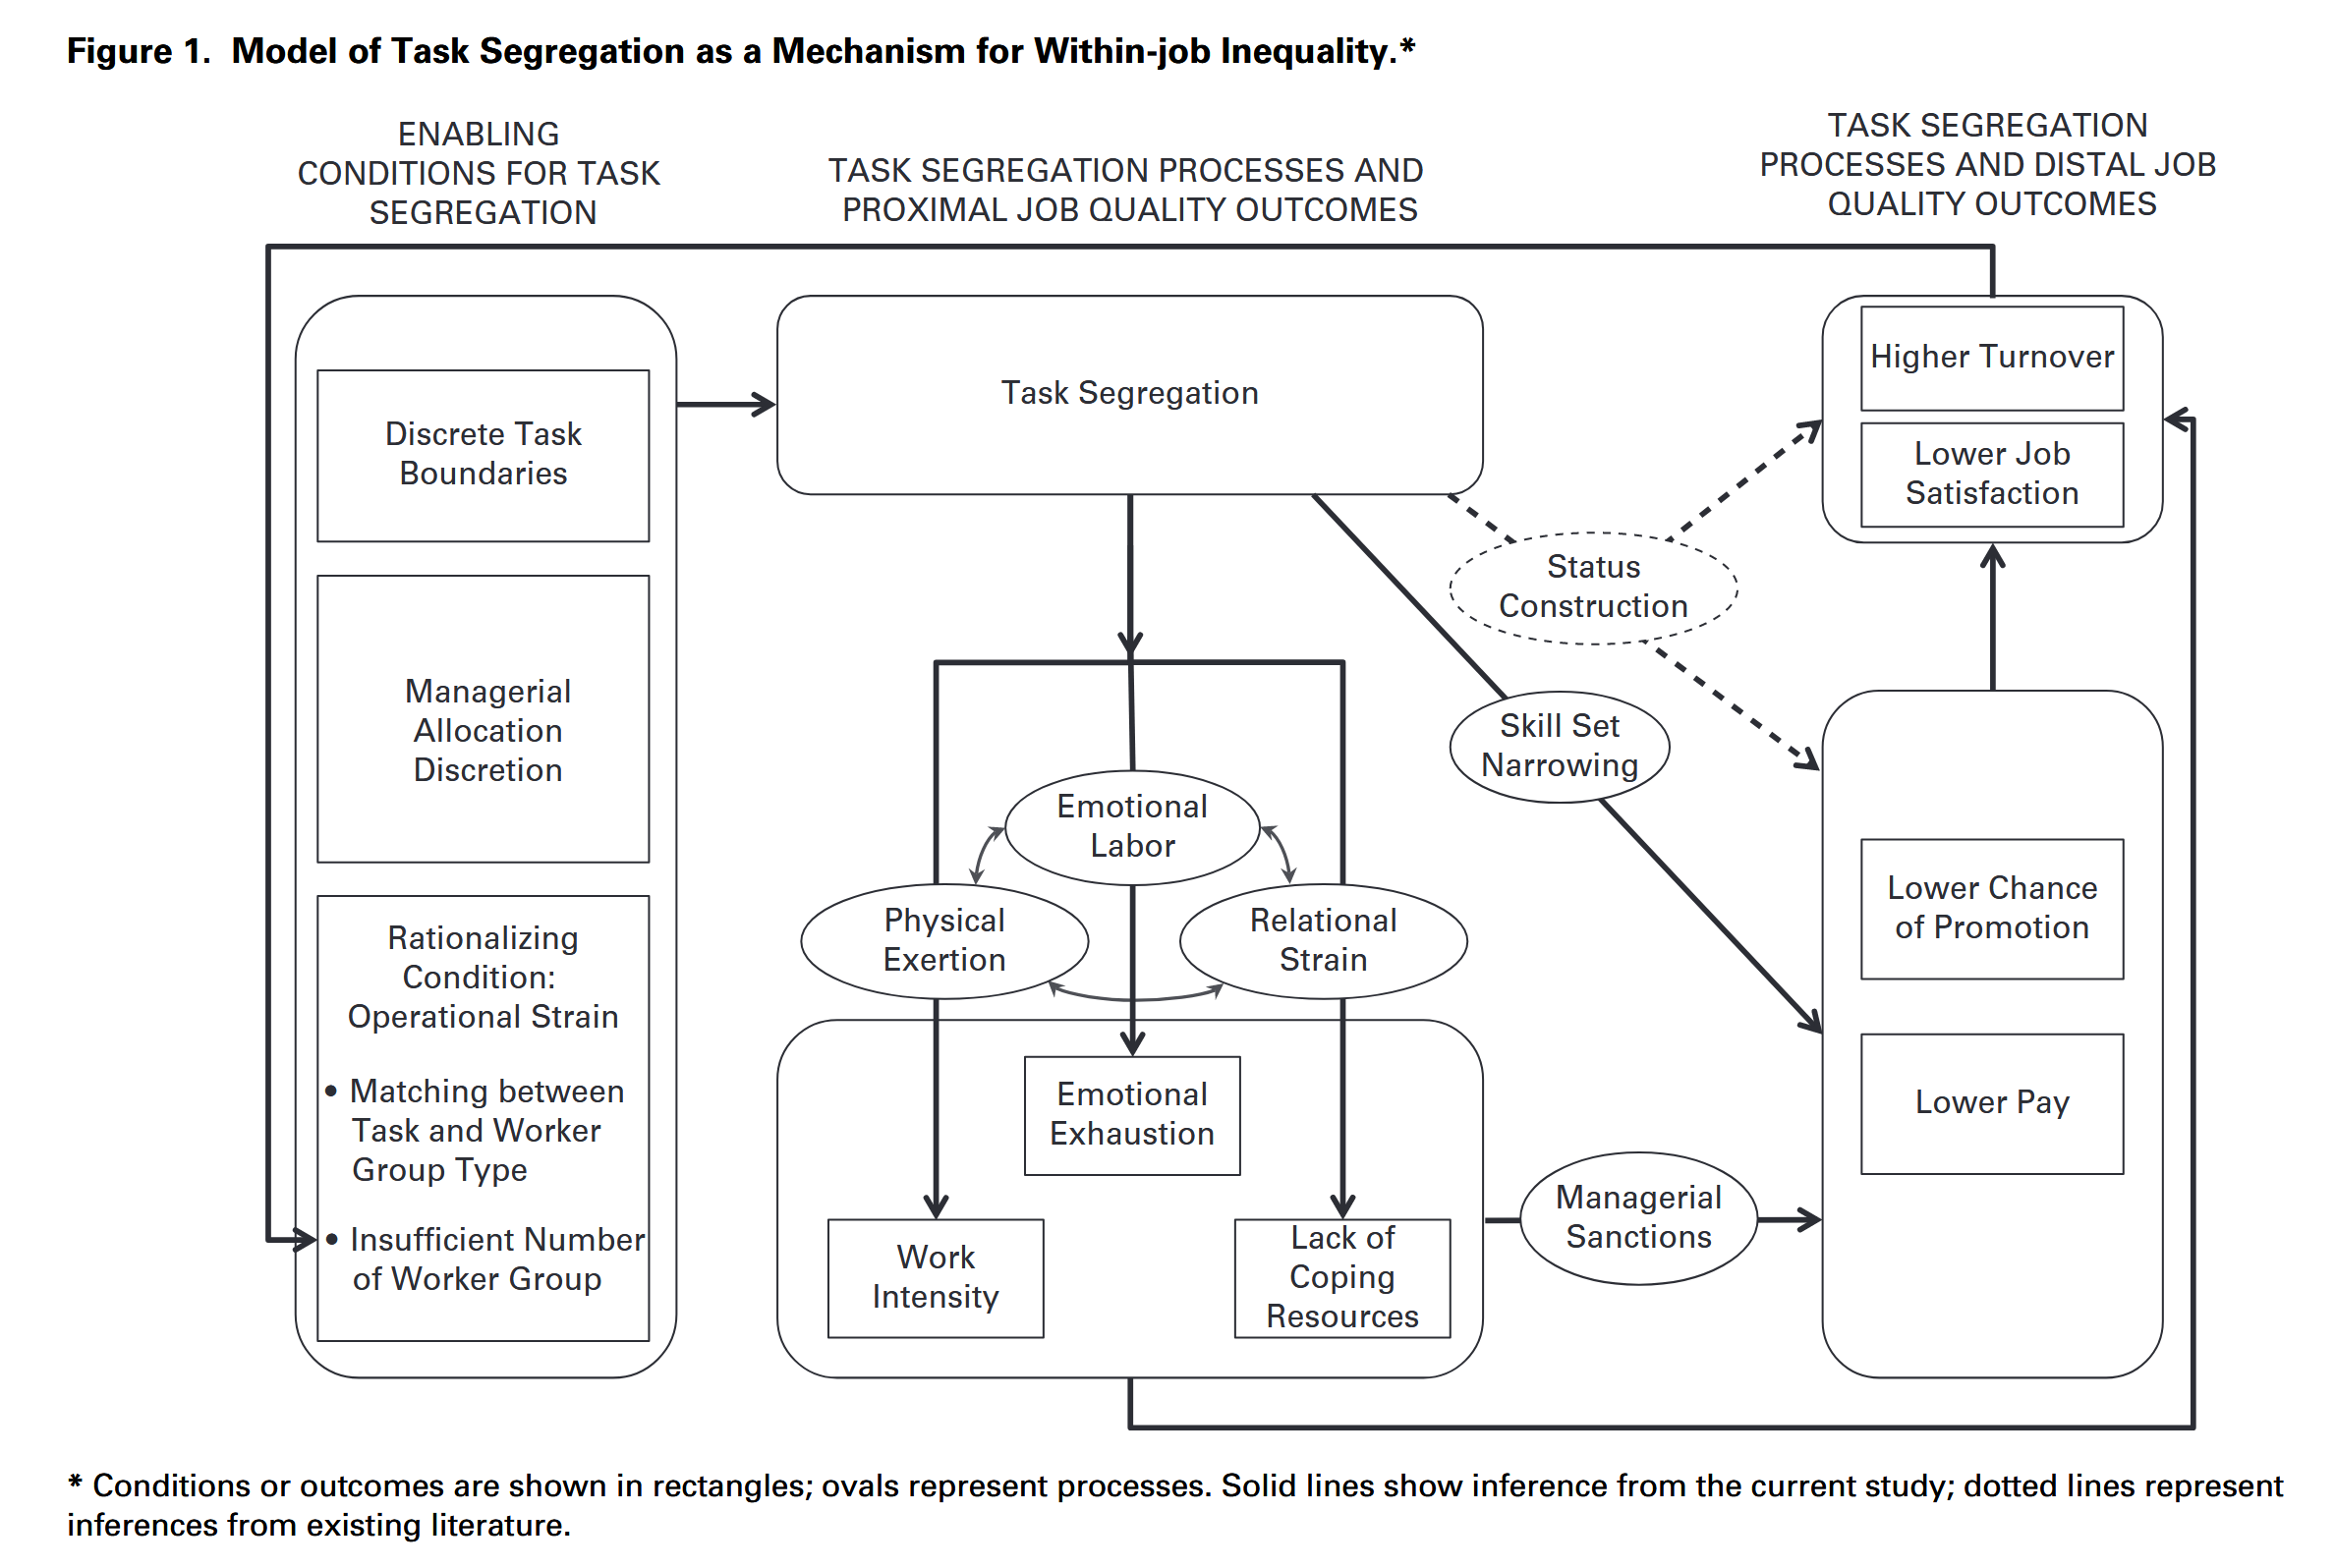 Figure 1. Model of Task Segregation as a Mechanism for Within-job Inequality.*
ENABLING
CONDITIONS FOR TASK
SEGREGATION
TASK SEGREGATION PROCESSES AND
PROXIMAL JOB QUALITY OUTCOMES
TASK SEGREGATION
PROCESSES AND DISTAL JOB
QUALITY OUTCOMES
Discrete Task
Boundaries
Managerial
Allocation
Discretion
Rationalizing
Condition:
Operational Strain
• Matching between
Task and Worker
Group Type
• Insufficient Number
of Worker Group
Task Segregation
Status
Construction
Skill Set
Narrowing
Emotional
Labor
Physical
Exertion
Relational
Strain
Emotional
Exhaustion
Work
Intensity
Lack of
Coping
Resources
Managerial
Sanctions
Higher Turnover
Lower Job
Satisfaction
Lower Chance
of Promotion
Lower Pay
* Conditions or outcomes are shown in rectangles; ovals represent processes. Solid lines show inference from the current study; dotted lines represent
inferences from existing literature.